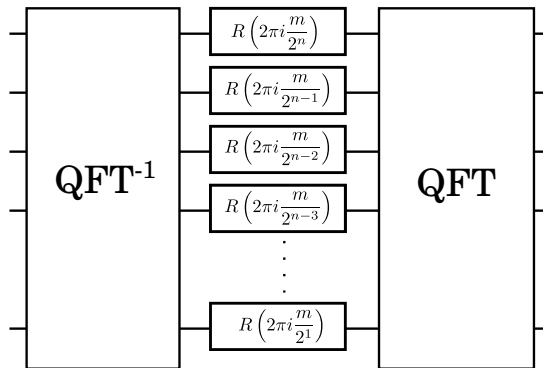 R(2πi m/2ⁿ)
R(2πi m/2ⁿ⁻¹)
R(2πi m/2ⁿ⁻²)
QFT⁻¹
QFT
R(2πi m/2ⁿ⁻³)
R(2πi m/2¹)